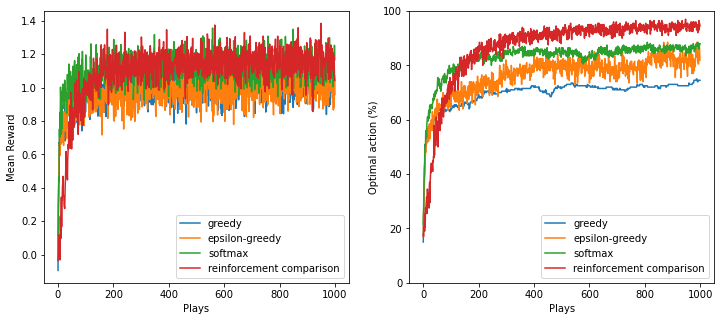 1.4
1.2
1.0
0.8
0.6
0.4
0.2
0.0
Mean Reward
0
200
400
600
800
1000
Plays
greedy
epsilon-greedy
softmax
reinforcement comparison
100
80
60
40
20
0
Optimal action (%)
0
200
400
600
800
1000
Plays
greedy
epsilon-greedy
softmax
reinforcement comparison